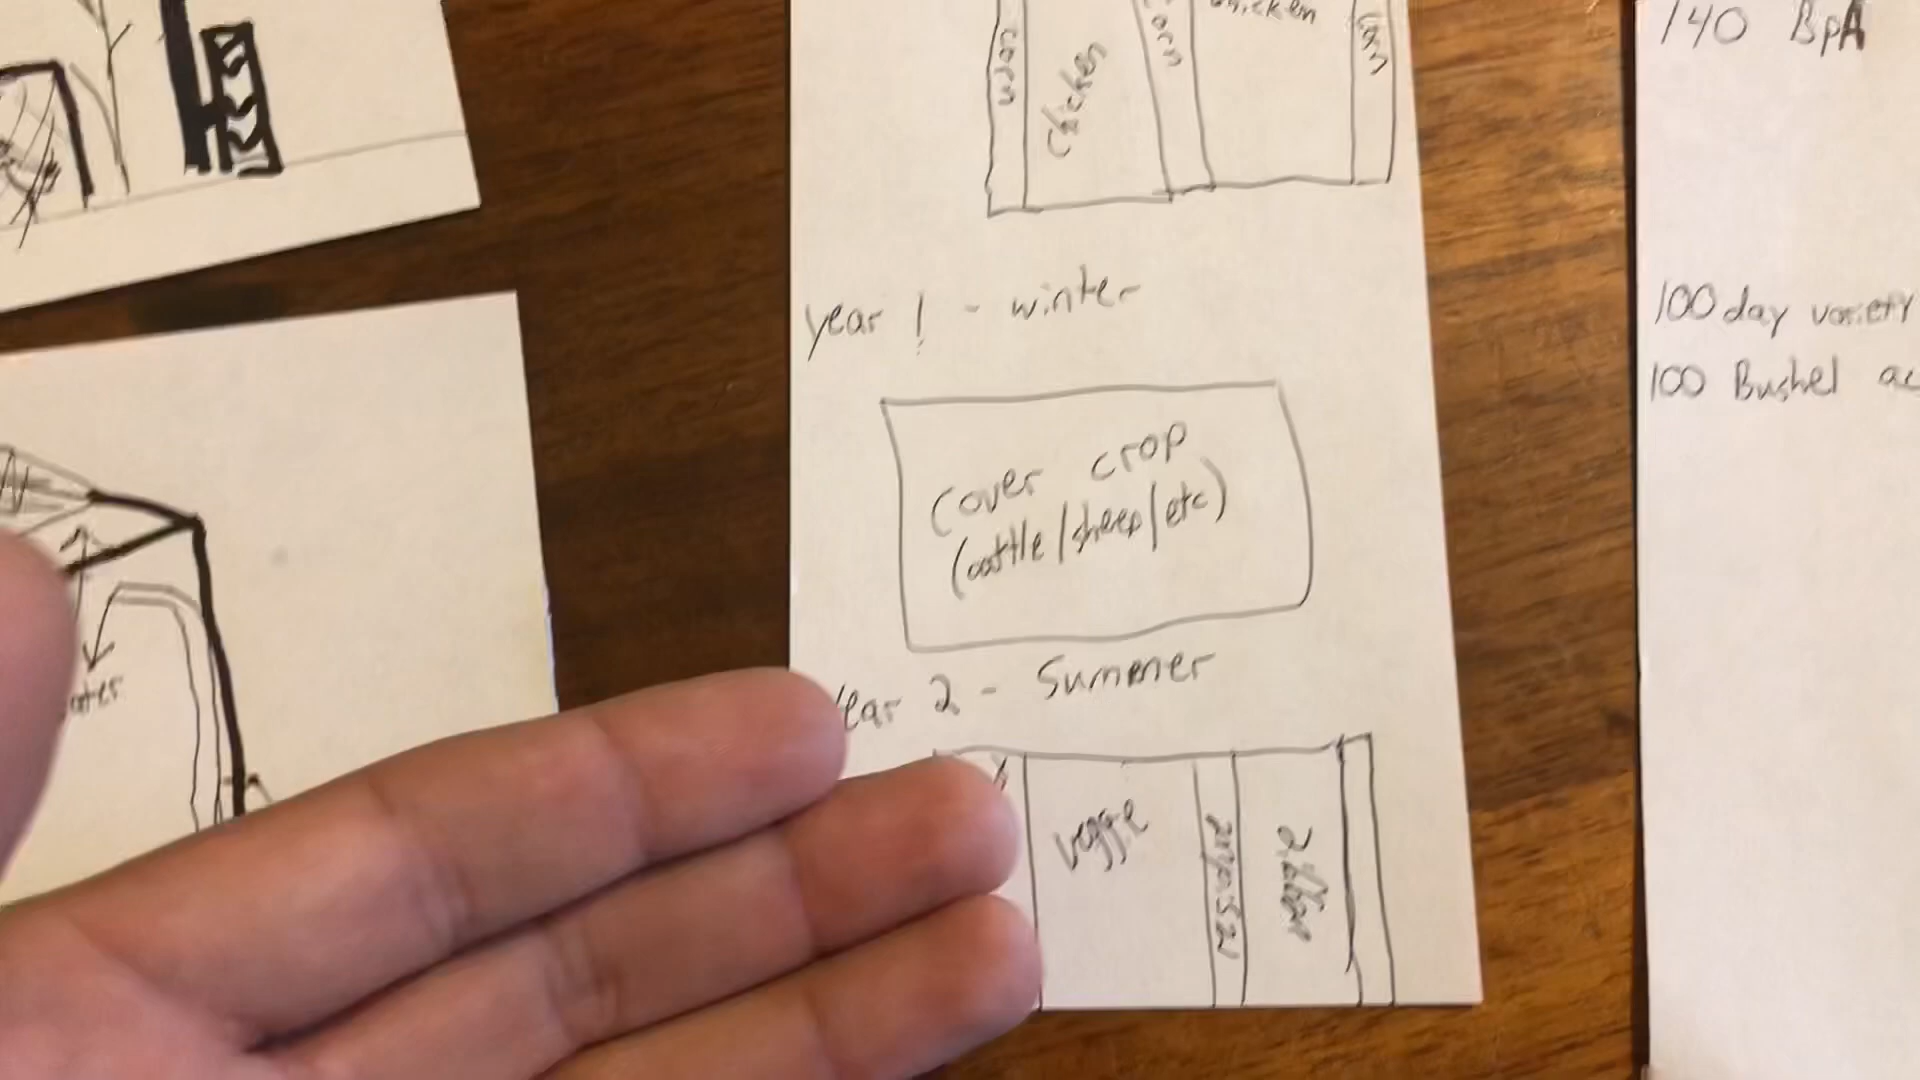 corn
chicken
corn
chicken
corn
year 1 - winter
cover crop
(cattle/sheep/etc)
year 2 - Summer
veggie
140 BpA
100 day variety
100 Bushel ac